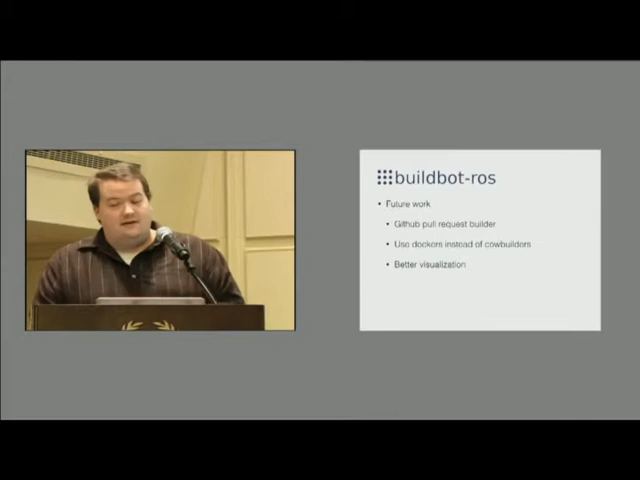 buildbot-ros
• Future work
• Github pull request builder
• Use dockers instead of cowbuilders
• Better visualization